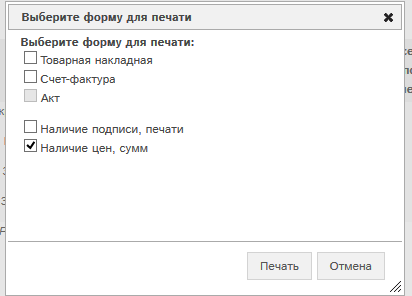 Выберите форму для печати
Выберите форму для печати:
Товарная накладная
Счет-фактура
Акт
Наличие подписи, печати
Наличие цен, сумм
Печать Отмена